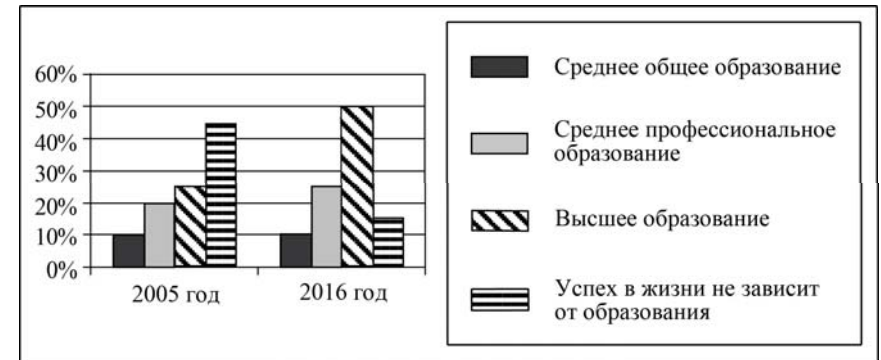 60%
50%
40%
30%
20%
10%
0%
2005 год
2016 год
Среднее общее образование
Среднее профессиональное
образование
Высшее образование
Успех в жизни не зависит
от образования